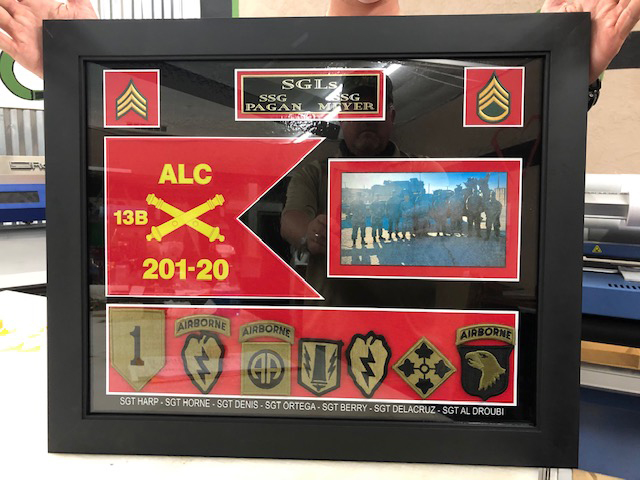 SGLs
SSG SSG
PAGAN MEYER
ALC
13B
201-20
1
AIRBORNE
AIRBORNE
AIRBORNE
SGT HARP - SGT HORNE - SGT DENIS - SGT ORTEGA - SGT BERRY - SGT DELACRUZ - SGT AL DROUBI